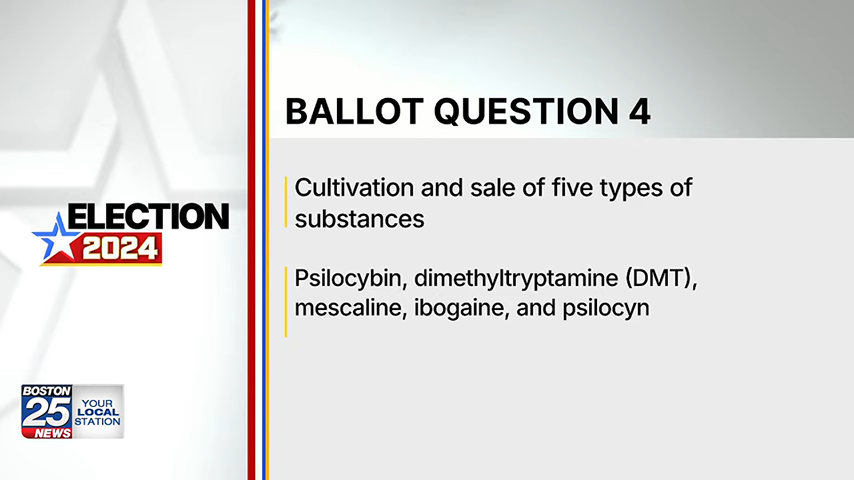 BALLOT QUESTION 4
Cultivation and sale of five types of
substances
Psilocybin, dimethyltryptamine (DMT),
mescaline, ibogaine, and psilocyn
ELECTION
2024
BOSTON
25
NEWS
YOUR
LOCAL
STATION